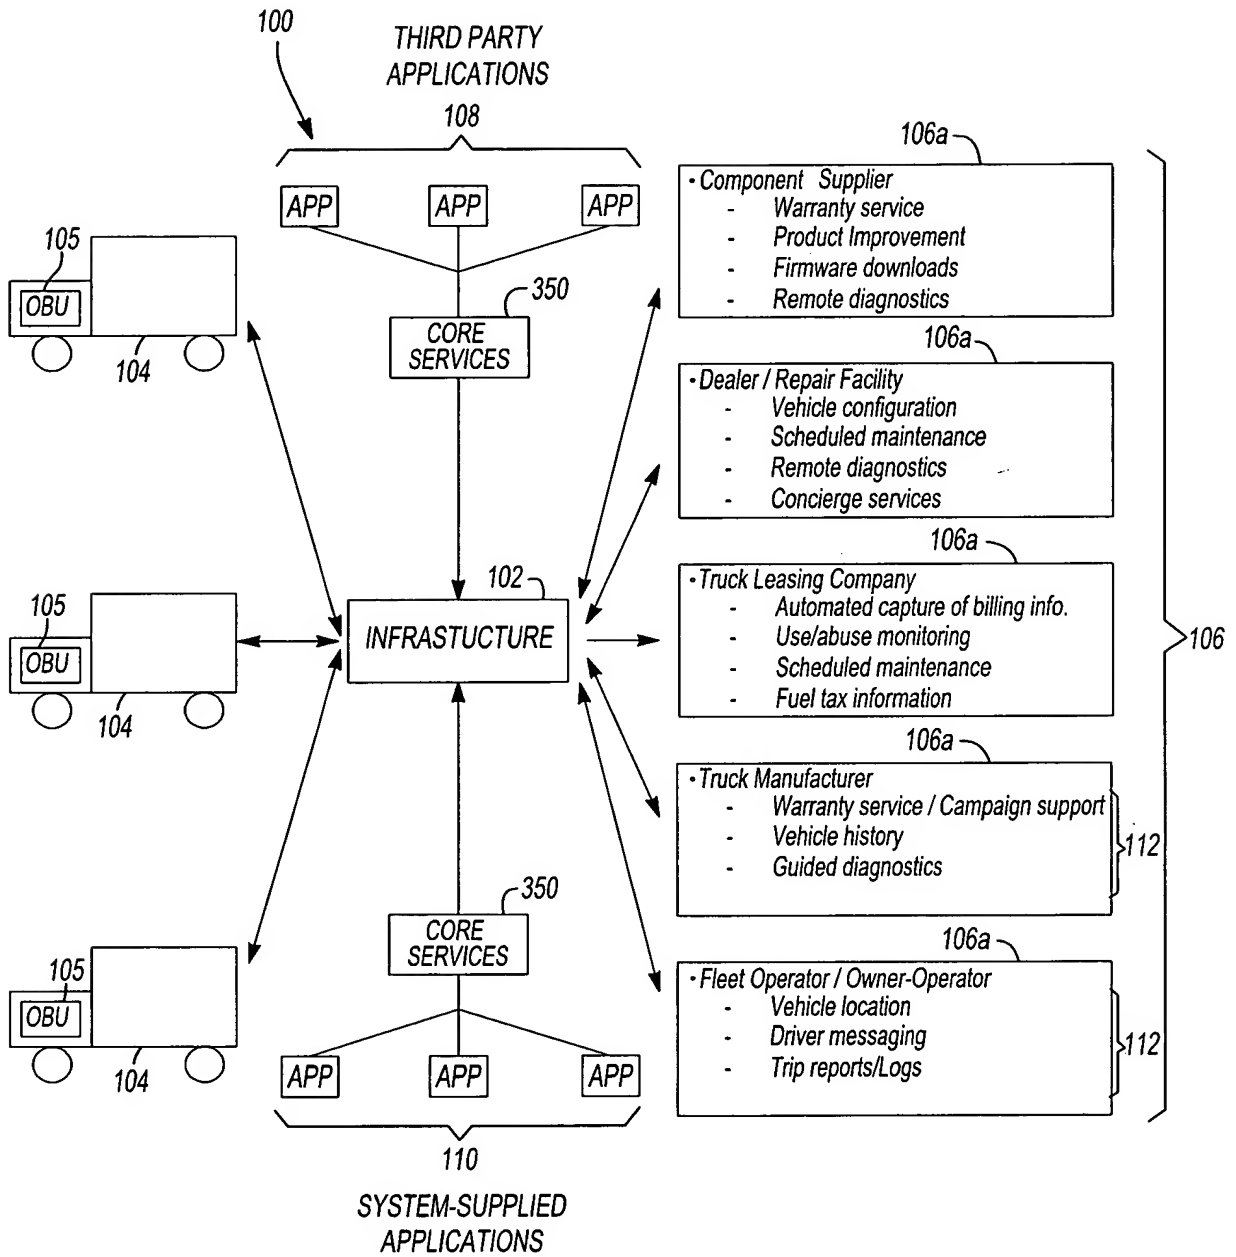 100
THIRD PARTY
APPLICATIONS
108
APP
APP
APP
350
CORE
SERVICES
105
OBU
104
105
OBU
104
105
OBU
104
102
INFRASTUCTURE
350
CORE
SERVICES
APP
APP
APP
110
SYSTEM-SUPPLIED
APPLICATIONS
106a
• Component Supplier
- Warranty service
- Product Improvement
- Firmware downloads
- Remote diagnostics
106a
• Dealer / Repair Facility
- Vehicle configuration
- Scheduled maintenance
- Remote diagnostics
- Concierge services
106a
• Truck Leasing Company
- Automated capture of billing info.
- Use/abuse monitoring
- Scheduled maintenance
- Fuel tax information
106a
• Truck Manufacturer
- Warranty service / Campaign support
- Vehicle history
- Guided diagnostics
112
106a
• Fleet Operator / Owner-Operator
- Vehicle location
- Driver messaging
- Trip reports/Logs
112
106